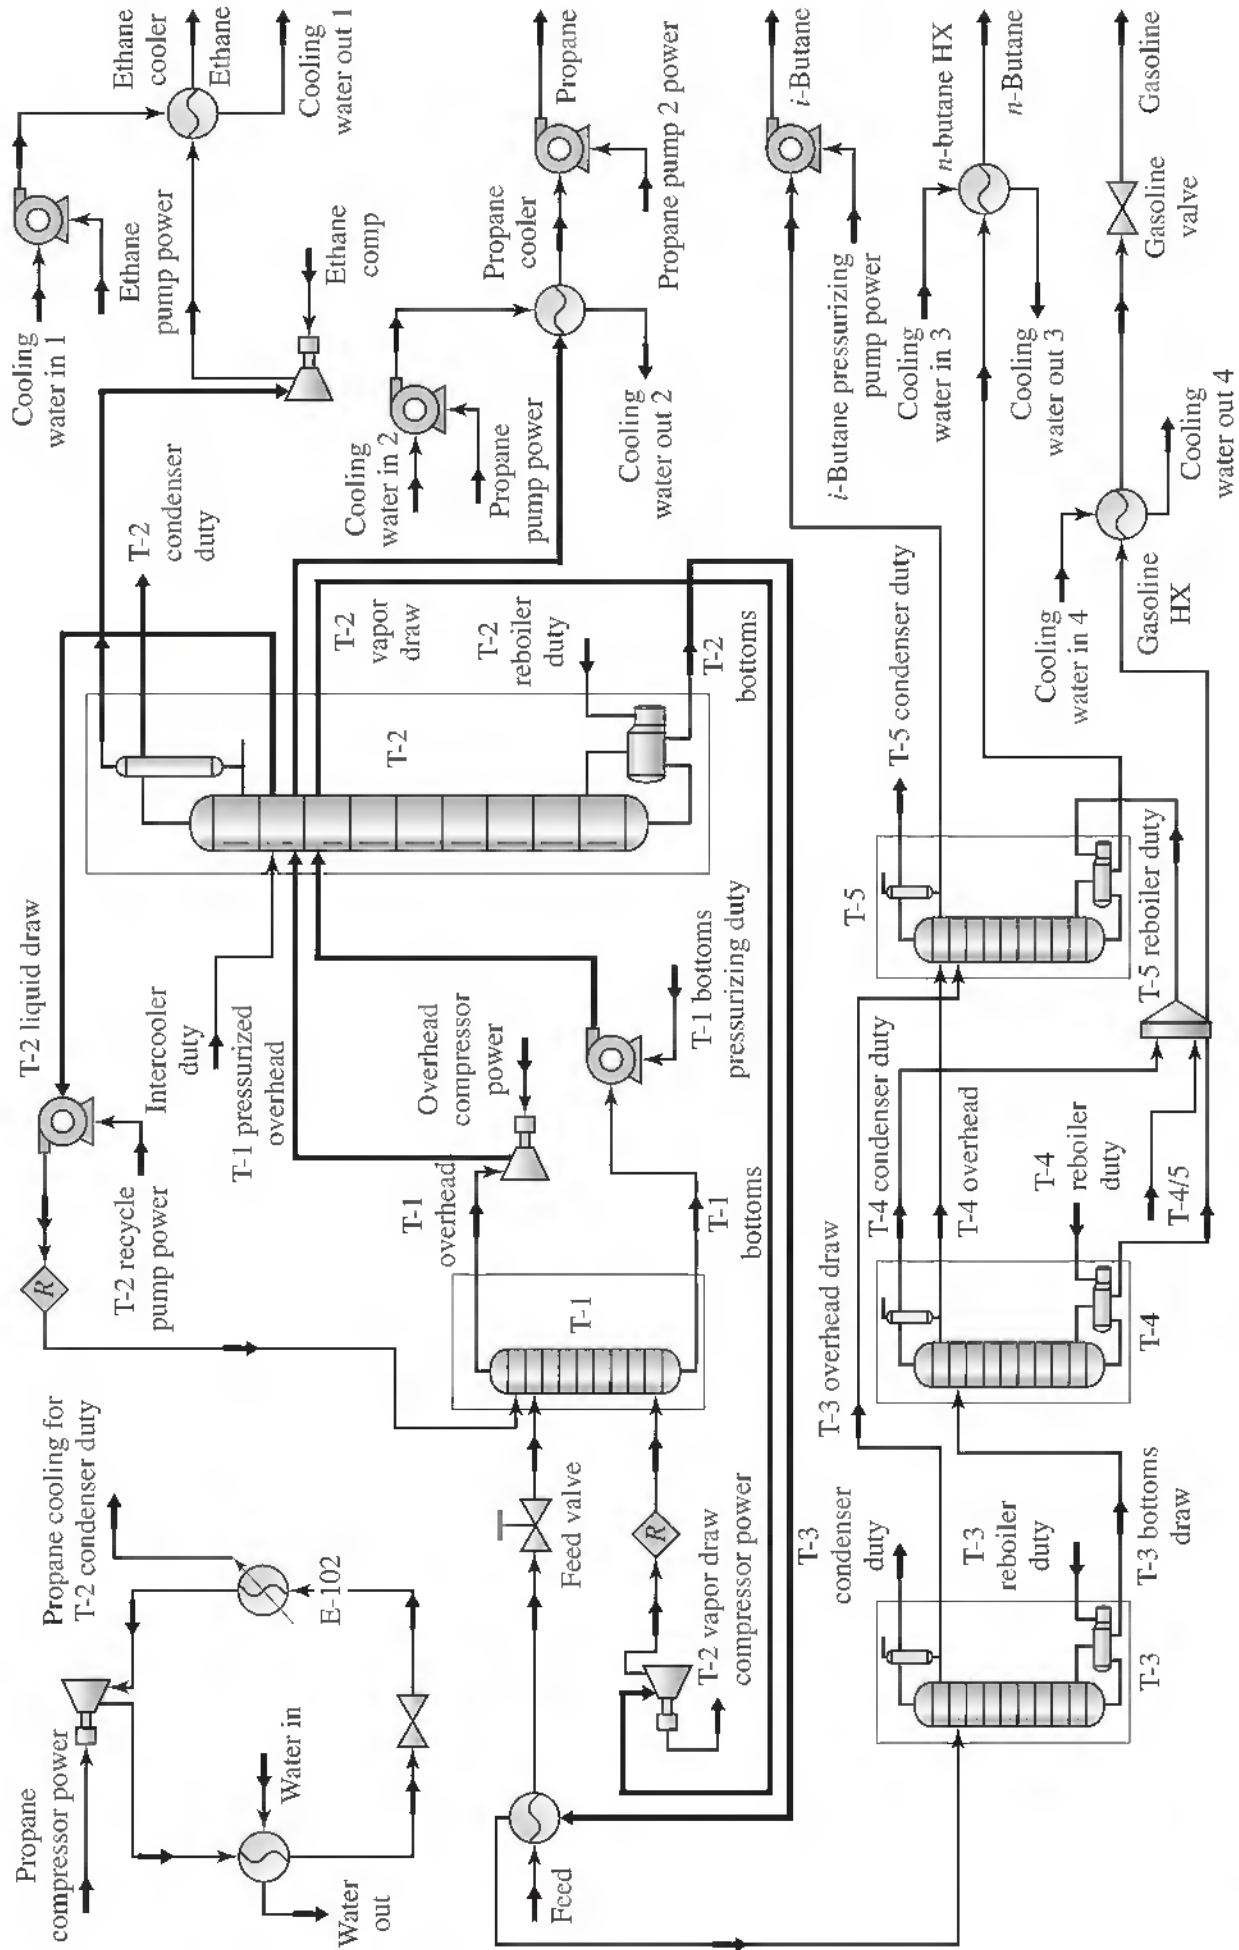 Propane
compressor power
Water
out
Water in
Propane cooling for
T-2 condenser duty
E-102
R
T-2 recycle
pump power
T-2 liquid draw
Intercooler
duty
T-1 pressurized
overhead
Feed
Feed valve
R
T-2 vapor draw
compressor power
T-1
T-1
overhead
T-1
bottoms
Overhead
compressor
power
T-1 bottoms
pressurizing duty
T-2
T-2
condenser
duty
T-2
vapor
draw
T-2
reboiler
duty
T-2
bottoms
Cooling
water in 1
Ethane
pump power
Ethane
cooler
Ethane
Cooling
water out 1
Ethane
comp
Cooling
water in 2
Propane
pump power
Propane
cooler
Cooling
water out 2
Propane
Propane pump 2 power
T-3
condenser
duty
T-3
reboiler
duty
T-3
T-3 bottoms
draw
T-3 overhead draw
T-4 condenser duty
T-4 overhead
T-4
reboiler
duty
T-4
T-4/5
T-5
T-5 condenser duty
T-5 reboiler duty
i-Butane pressurizing
pump power
i-Butane
Cooling
water in 3
Cooling
water out 3
n-butane HX
n-Butane
Cooling
water in 4
Gasoline
HX
Cooling
water out 4
Gasoline
valve
Gasoline